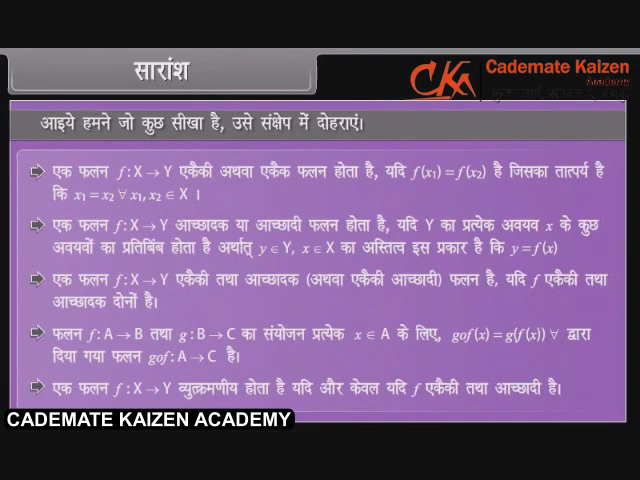 सारांश
CKA
Cademate Kaizen
Academy
आइये हमने जो कुछ सीखा है, उसे संक्षेप में दोहराएं।
एक फलन f : X → Y एकैकी अथवा एकैक फलन होता है, यदि f (x₁) = f (x₂) है जिसका तात्पर्य है
कि x₁ = x₂ ∀ x₁, x₂ ∈ X ।
एक फलन f : X → Y आच्छादक या आच्छादी फलन होता है, यदि Y का प्रत्येक अवयव x के कुछ
अवयवों का प्रतिबिंब होता है अर्थात् y ∈ Y, x ∈ X का अस्तित्व इस प्रकार है कि y = f (x)
एक फलन f : X → Y एकैकी तथा आच्छादक (अथवा एकैकी आच्छादी) फलन है, यदि f एकैकी तथा
आच्छादक दोनों है।
फलन f : A → B तथा g : B → C का संयोजन प्रत्येक x ∈ A के लिए, gof (x) = g(f (x)) ∀ द्वारा
दिया गया फलन gof : A → C है।
एक फलन f : X → Y व्युत्क्रमणीय होता है यदि और केवल यदि f एकैकी तथा आच्छादी है।
CADEMATE KAIZEN ACADEMY